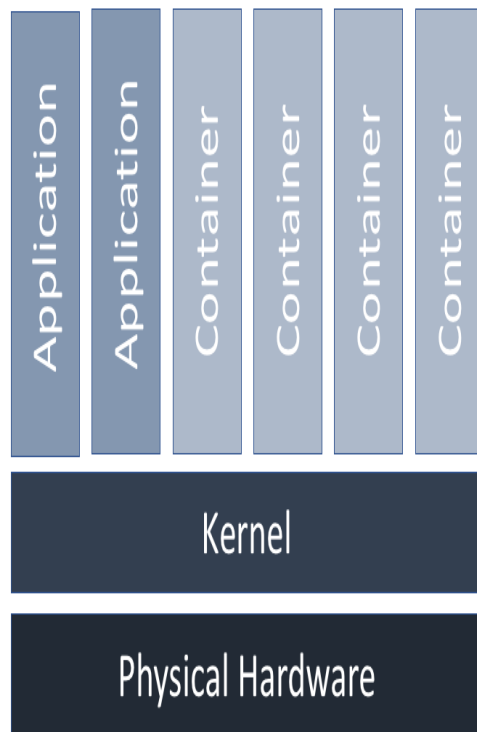 Application
Application
Container
Container
Container
Container
Kernel
Physical Hardware